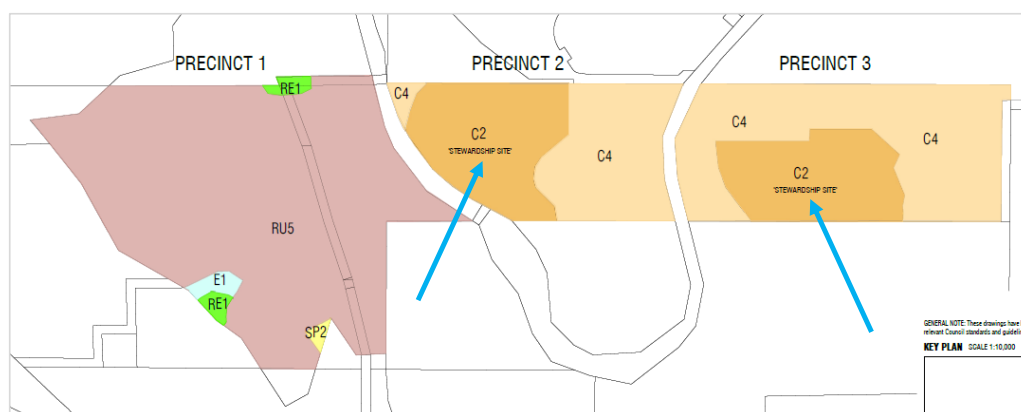 PRECINCT 1
PRECINCT 2
PRECINCT 3
RE1
C4
C2
'STEWARDSHIP SITE'
C4
C4
C4
C2
'STEWARDSHIP SITE'
RU5
E1
RE1
SP2
GENERAL NOTE: These drawings have
relevant Council standards and guideli
KEY PLAN SCALE 1:10,000